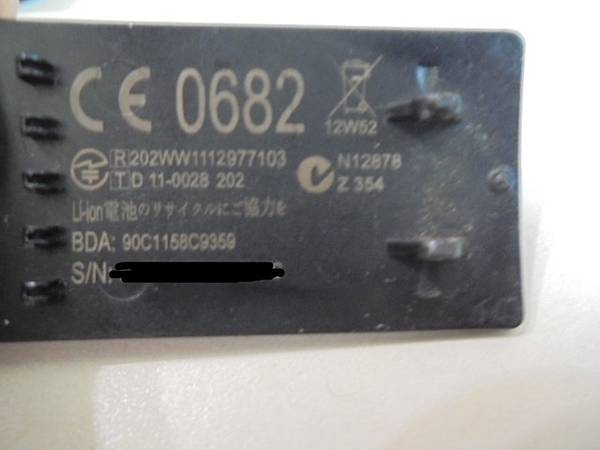 CE 0682
12W52
R 202WW1112977103
T D 11-0028 202
N12878
Z 354
Li-ion電池のリサイクルにご協力を
BDA: 90C1158C9359
S/N: